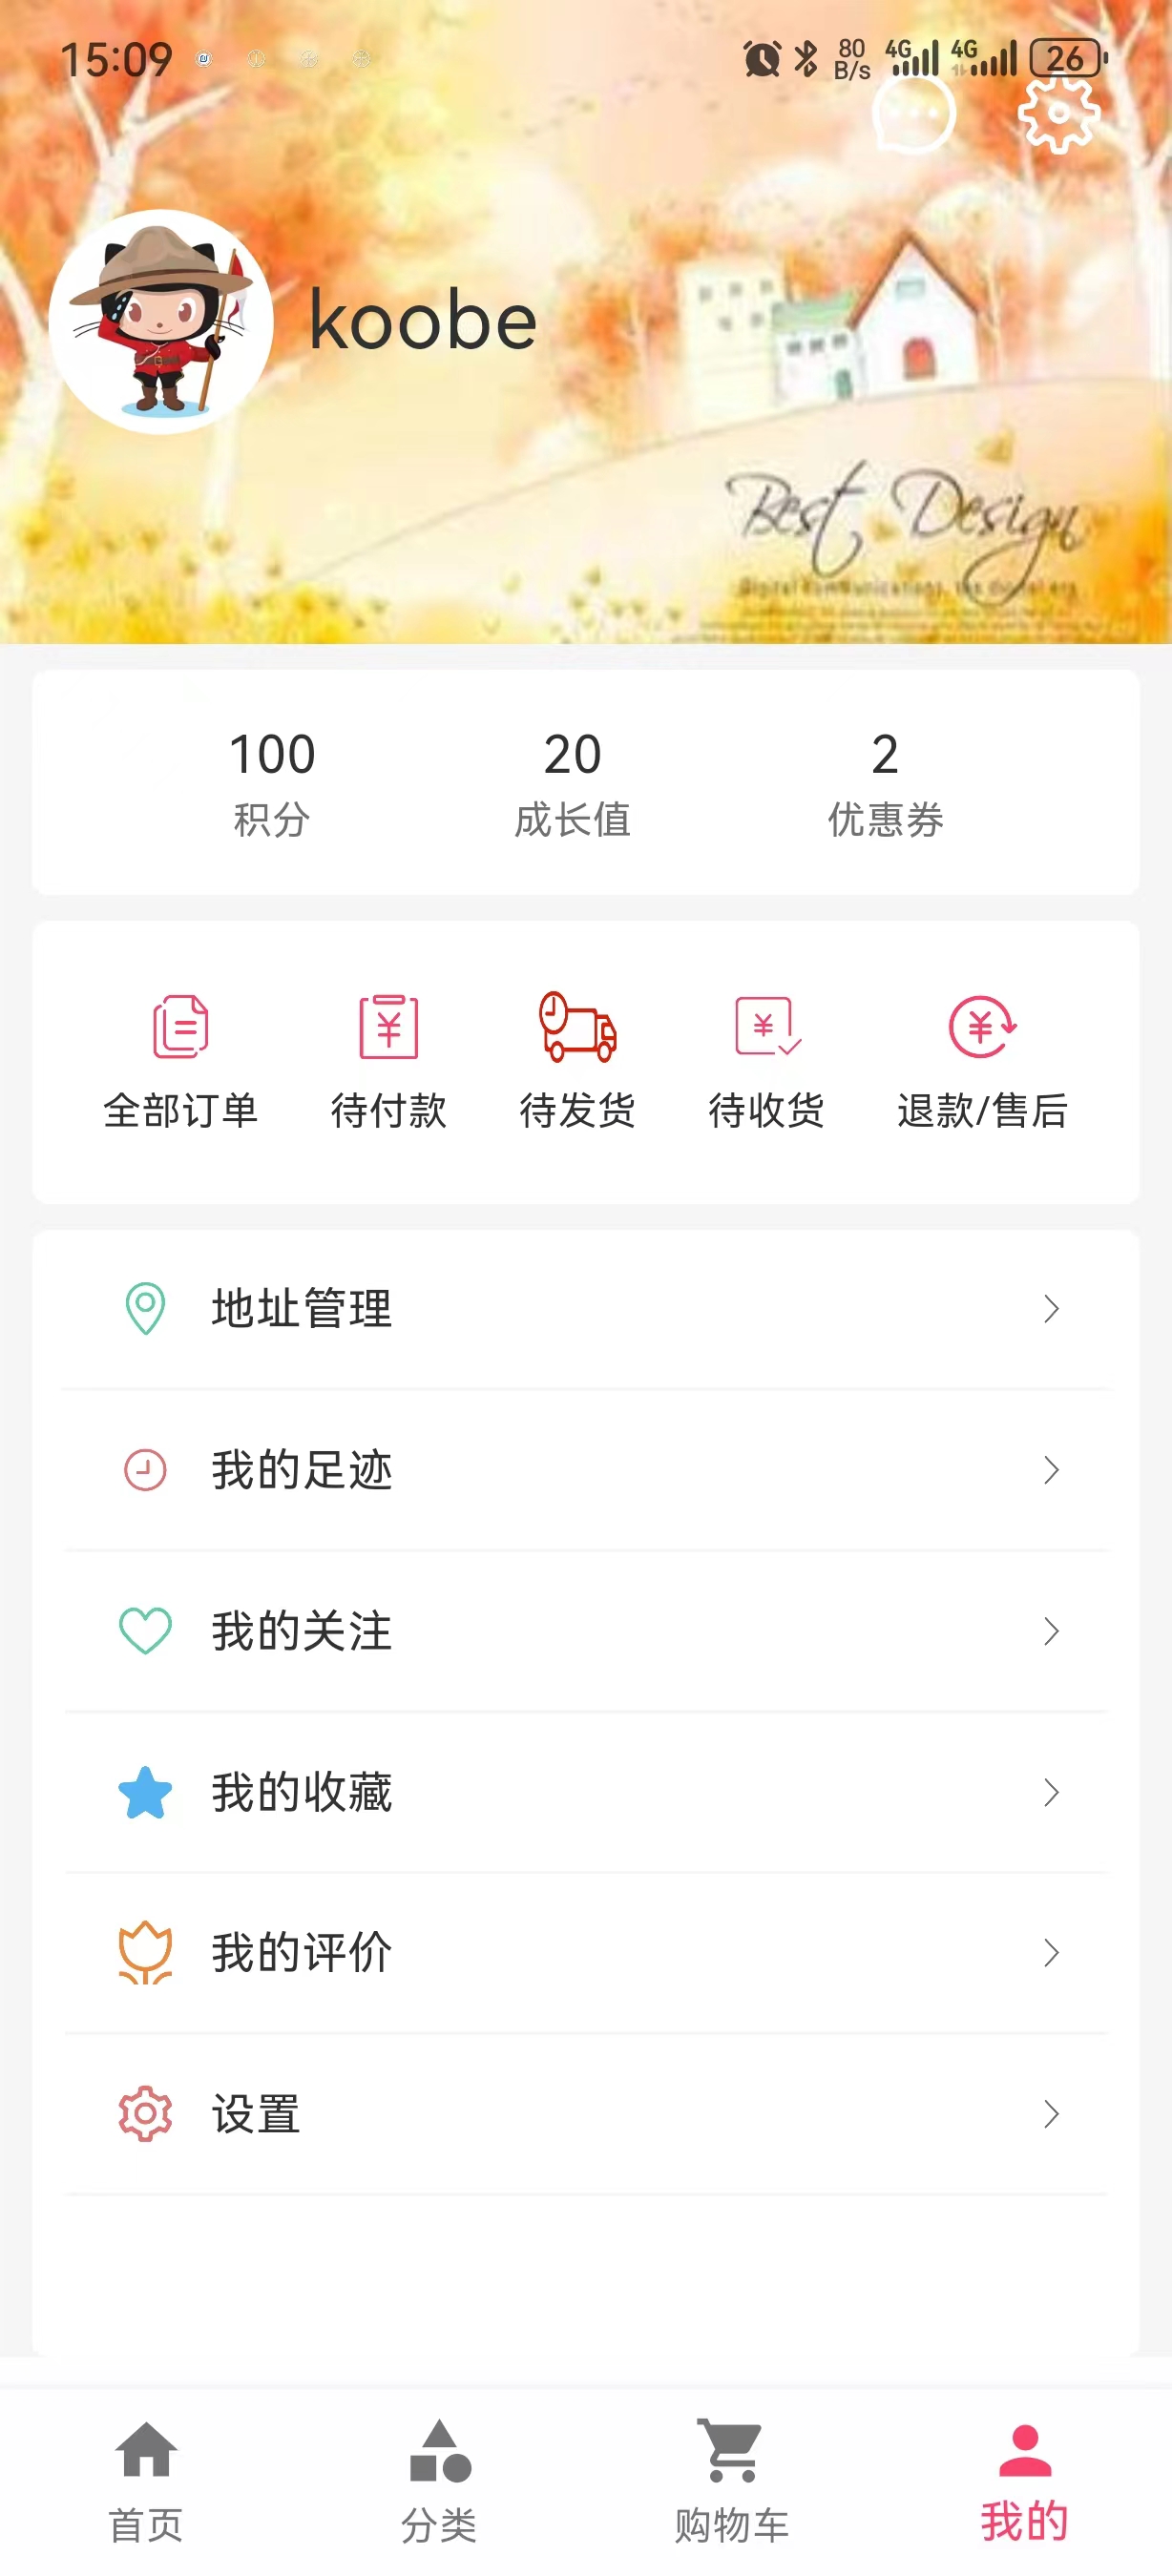 15:09 80 B/s 4G 4G 26
koobe
Best Design
Digital communications, the digital era
100 20 2
积分 成长值 优惠券
全部订单 待付款 待发货 待收货 退款/售后
地址管理
我的足迹
我的关注
我的收藏
我的评价
设置
首页 分类 购物车 我的